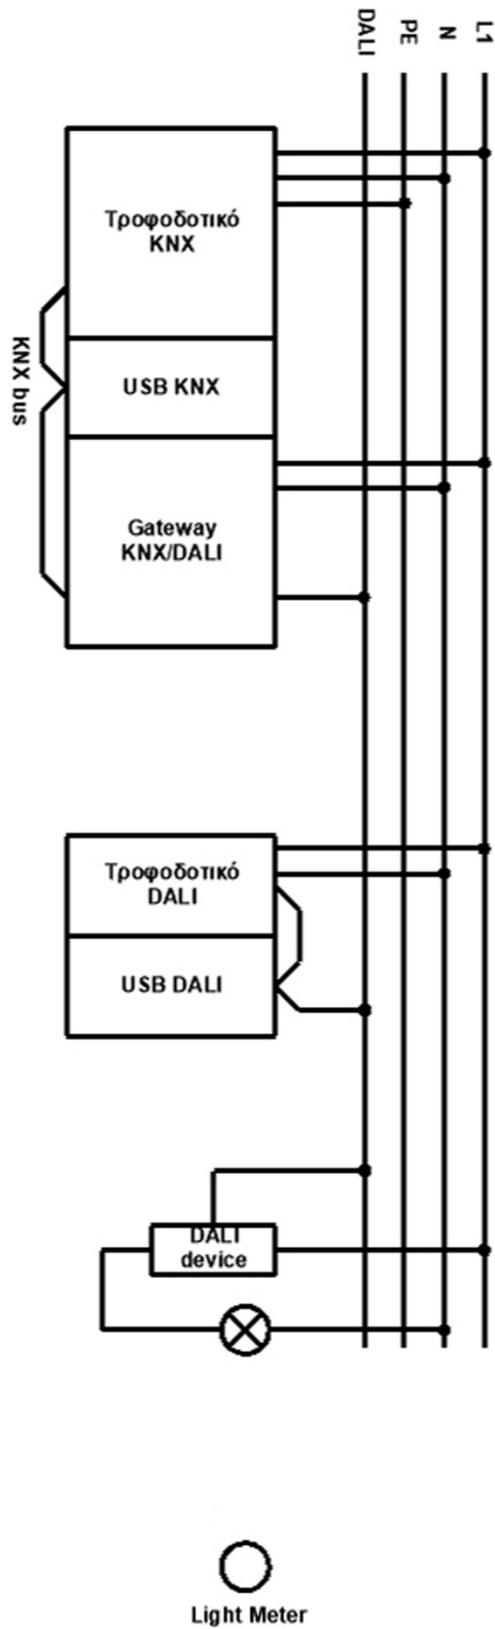 DALI
PE
N
L1
Τροφοδοτικό
KNX
KNX bus
USB KNX
Gateway
KNX/DALI
Τροφοδοτικό
DALI
USB DALI
DALI
device
Light Meter